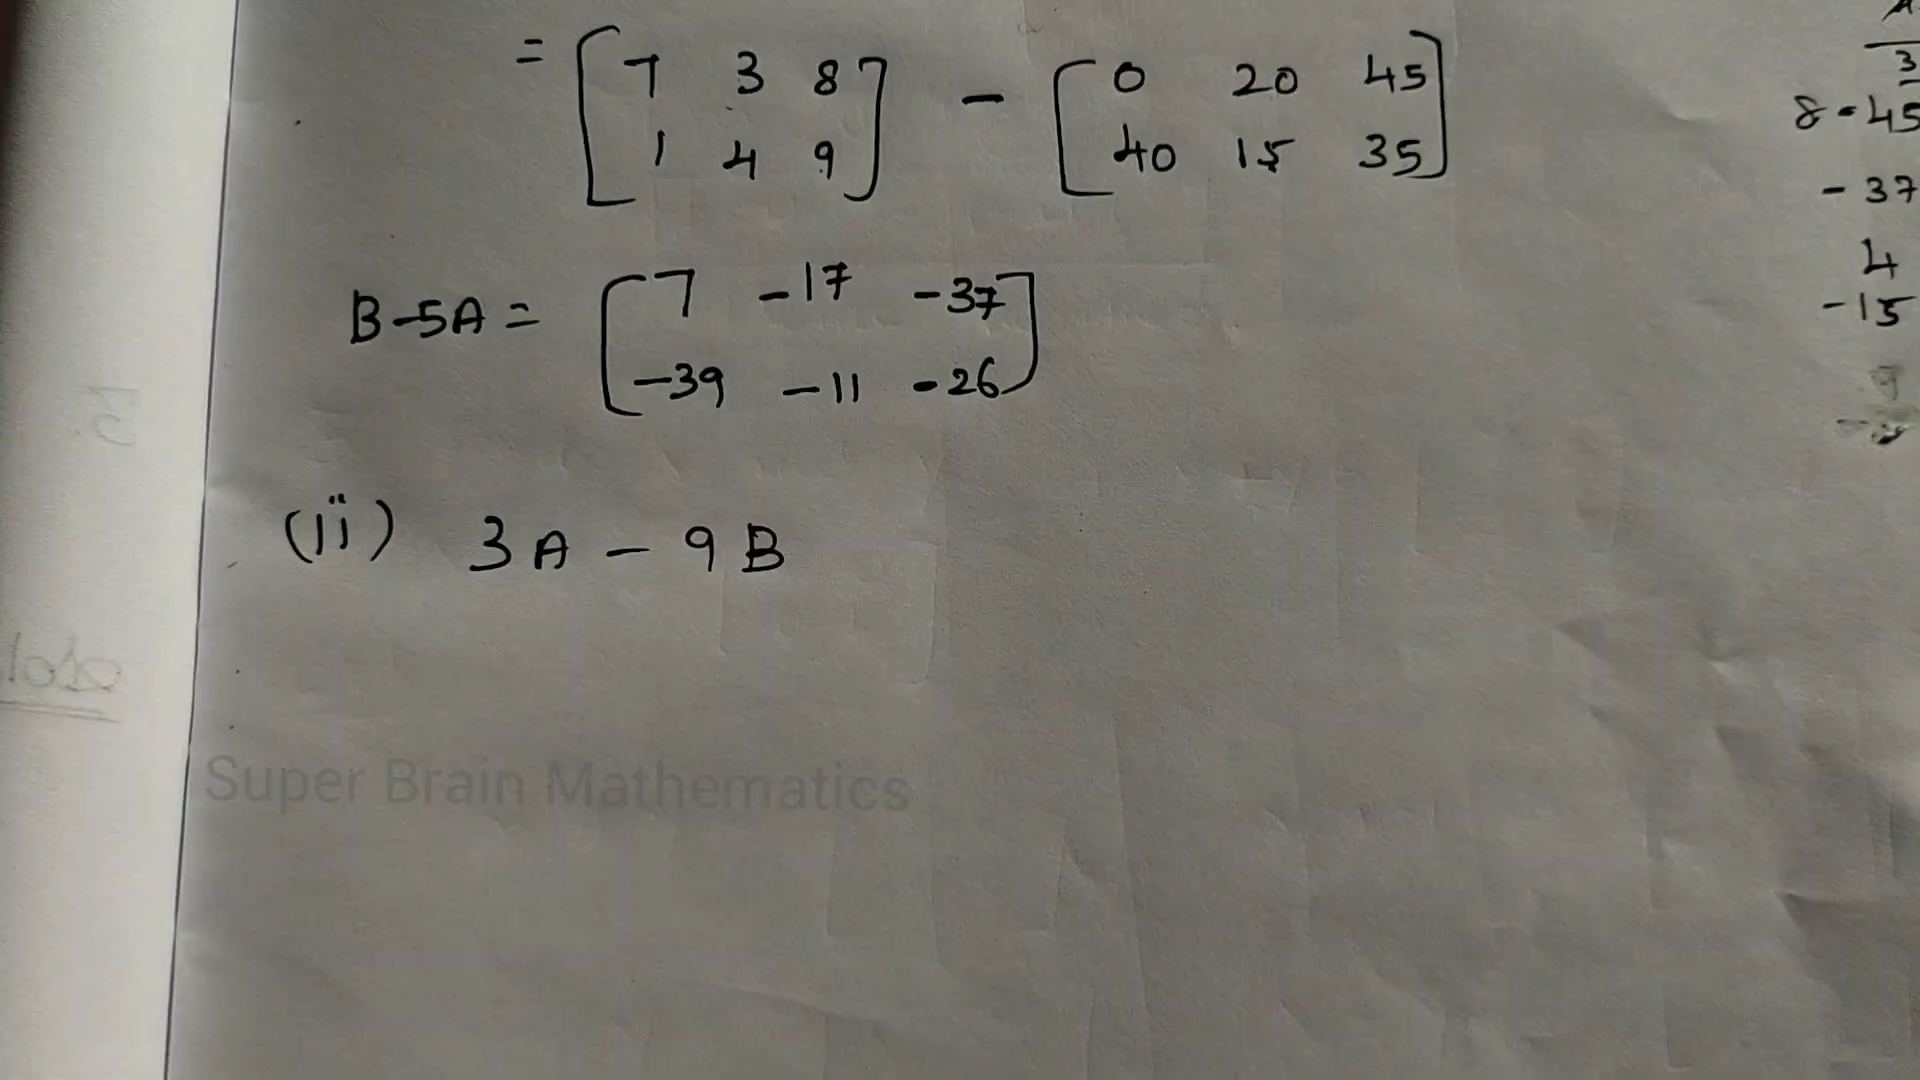 = [ 7 3 8 ] - [ 0 20 45 ]
1 4 9 40 15 35
B-5A = [ 7 -17 -37 ]
-39 -11 -26
(ii) 3A - 9B
Super Brain Mathematics
3
8-45
-37
4
-15